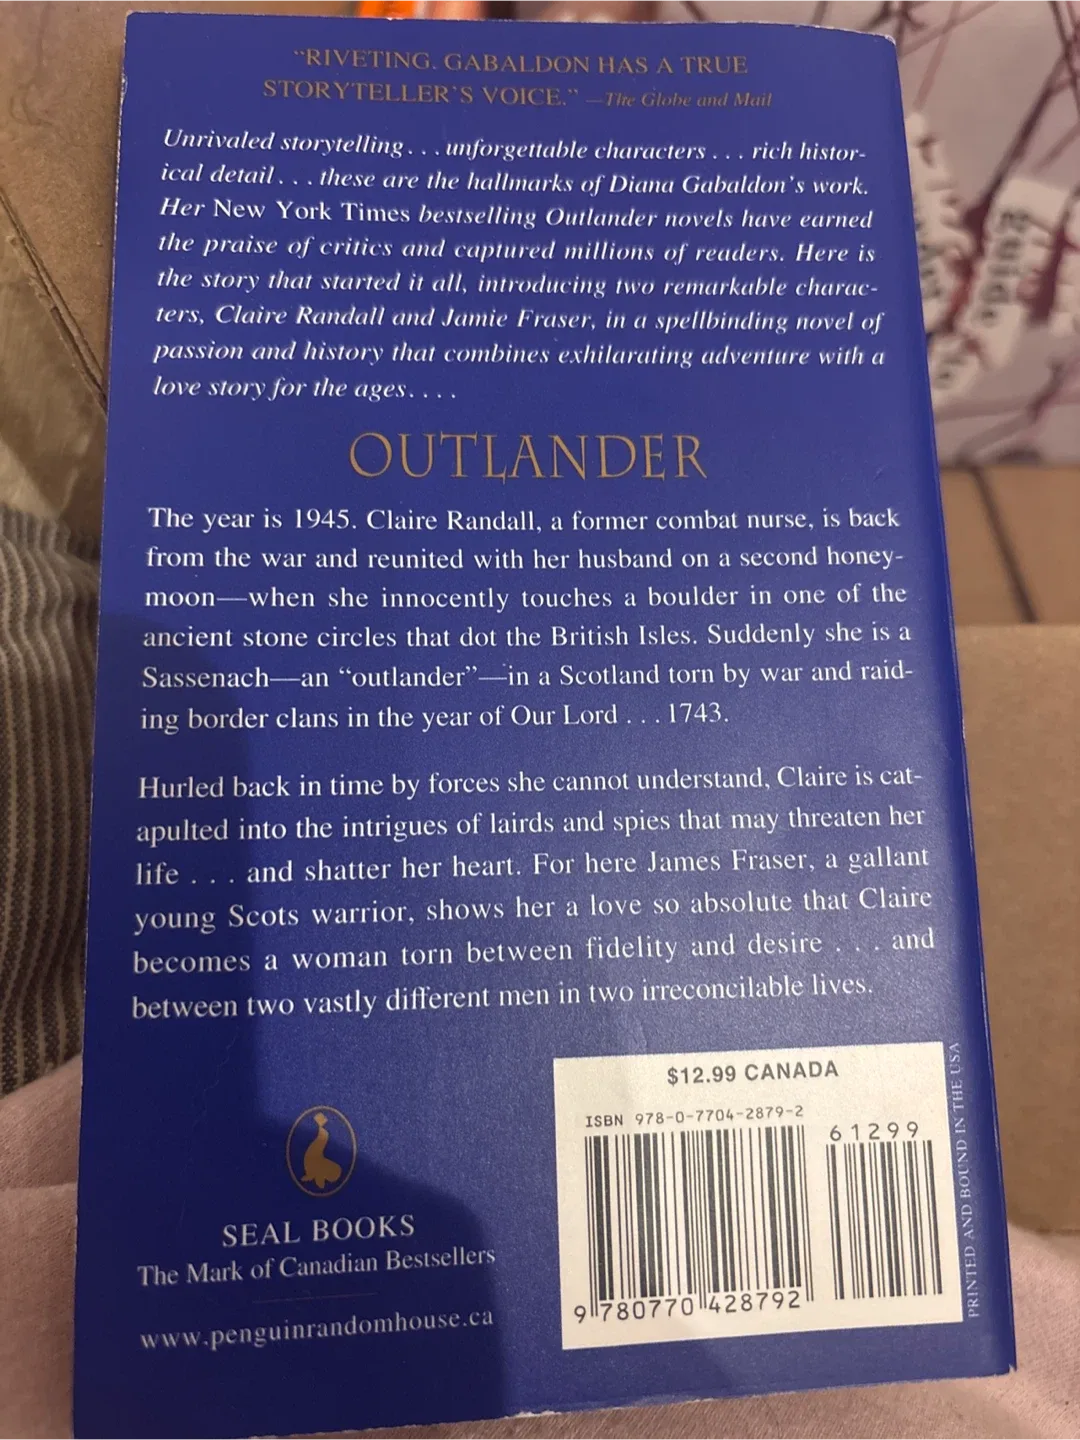 “RIVETING. GABALDON HAS A TRUE
STORYTELLER’S VOICE.” —The Globe and Mail
Unrivaled storytelling . . . unforgettable characters . . . rich histor-
ical detail . . . these are the hallmarks of Diana Gabaldon’s work.
Her New York Times bestselling Outlander novels have earned
the praise of critics and captured millions of readers. Here is
the story that started it all, introducing two remarkable charac-
ters, Claire Randall and Jamie Fraser, in a spellbinding novel of
passion and history that combines exhilarating adventure with a
love story for the ages. . . .
OUTLANDER
The year is 1945. Claire Randall, a former combat nurse, is back
from the war and reunited with her husband on a second honey-
moon—when she innocently touches a boulder in one of the
ancient stone circles that dot the British Isles. Suddenly she is a
Sassenach—an “outlander”—in a Scotland torn by war and raid-
ing border clans in the year of Our Lord . . . 1743.
Hurled back in time by forces she cannot understand, Claire is cat-
apulted into the intrigues of lairds and spies that may threaten her
life . . . and shatter her heart. For here James Fraser, a gallant
young Scots warrior, shows her a love so absolute that Claire
becomes a woman torn between fidelity and desire . . . and
between two vastly different men in two irreconcilable lives.
$12.99 CANADA
ISBN 978-0-7704-2879-2
61299
9 780770 428792
PRINTED AND BOUND IN THE USA
SEAL BOOKS
The Mark of Canadian Bestsellers
www.penguinrandomhouse.ca
guide
to